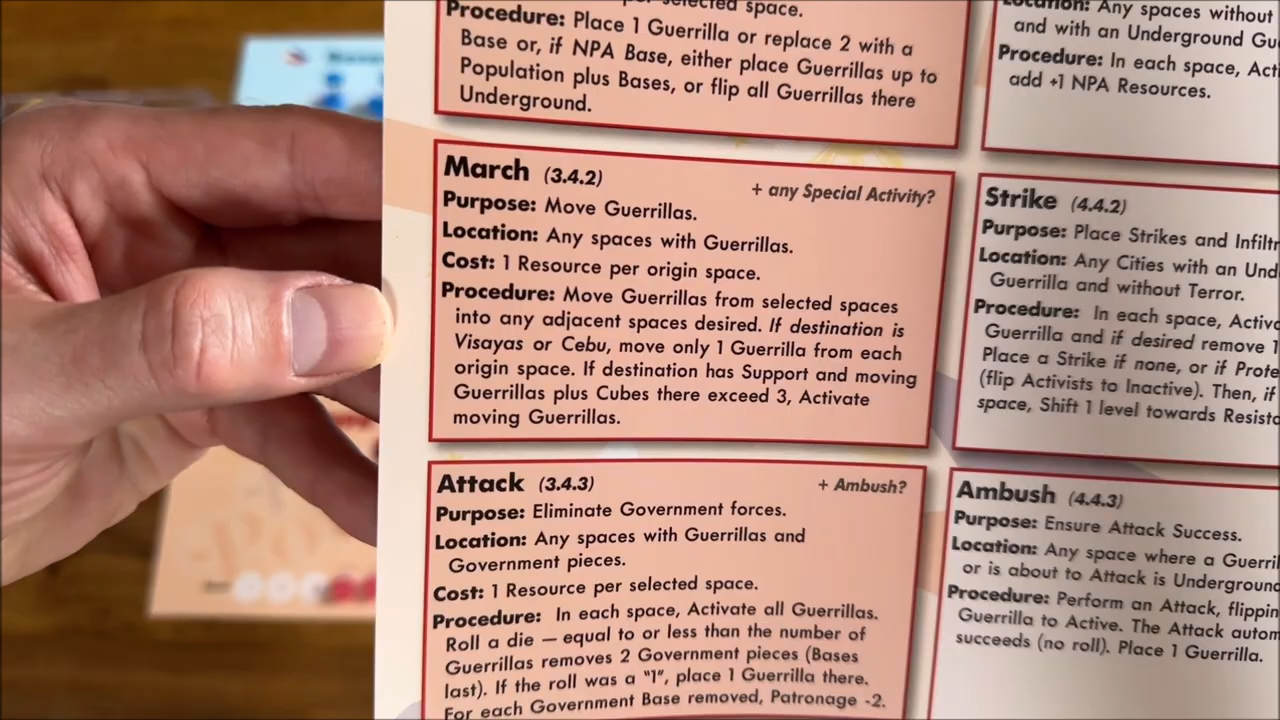 selected space.
Procedure: Place 1 Guerrilla or replace 2 with a
Base or, if NPA Base, either place Guerrillas up to
Population plus Bases, or flip all Guerrillas there
Underground.
March (3.4.2)
+ any Special Activity?
Purpose: Move Guerrillas.
Location: Any spaces with Guerrillas.
Cost: 1 Resource per origin space.
Procedure: Move Guerrillas from selected spaces
into any adjacent spaces desired. If destination is
Visayas or Cebu, move only 1 Guerrilla from each
origin space. If destination has Support and moving
Guerrillas plus Cubes there exceed 3, Activate
moving Guerrillas.
Attack (3.4.3)
+ Ambush?
Purpose: Eliminate Government forces.
Location: Any spaces with Guerrillas and
Government pieces.
Cost: 1 Resource per selected space.
Procedure: In each space, Activate all Guerrillas.
Roll a die — equal to or less than the number of
Guerrillas removes 2 Government pieces (Bases
last). If the roll was a "1", place 1 Guerrilla there.
For each Government Base removed, Patronage -2.
Location: Any spaces without
and with an Underground Gu
Procedure: In each space, Acti
add +1 NPA Resources.
Strike (4.4.2)
Purpose: Place Strikes and Infiltr
Location: Any Cities with an Und
Guerrilla and without Terror.
Procedure: In each space, Activa
Guerrilla and if desired remove 1
Place a Strike if none, or if Prote
(flip Activists to Inactive). Then, if
space, Shift 1 level towards Resista
Ambush (4.4.3)
Purpose: Ensure Attack Success.
Location: Any space where a Guerri
or is about to Attack is Underground
Procedure: Perform an Attack, flippin
Guerrilla to Active. The Attack autom
succeeds (no roll). Place 1 Guerrilla.